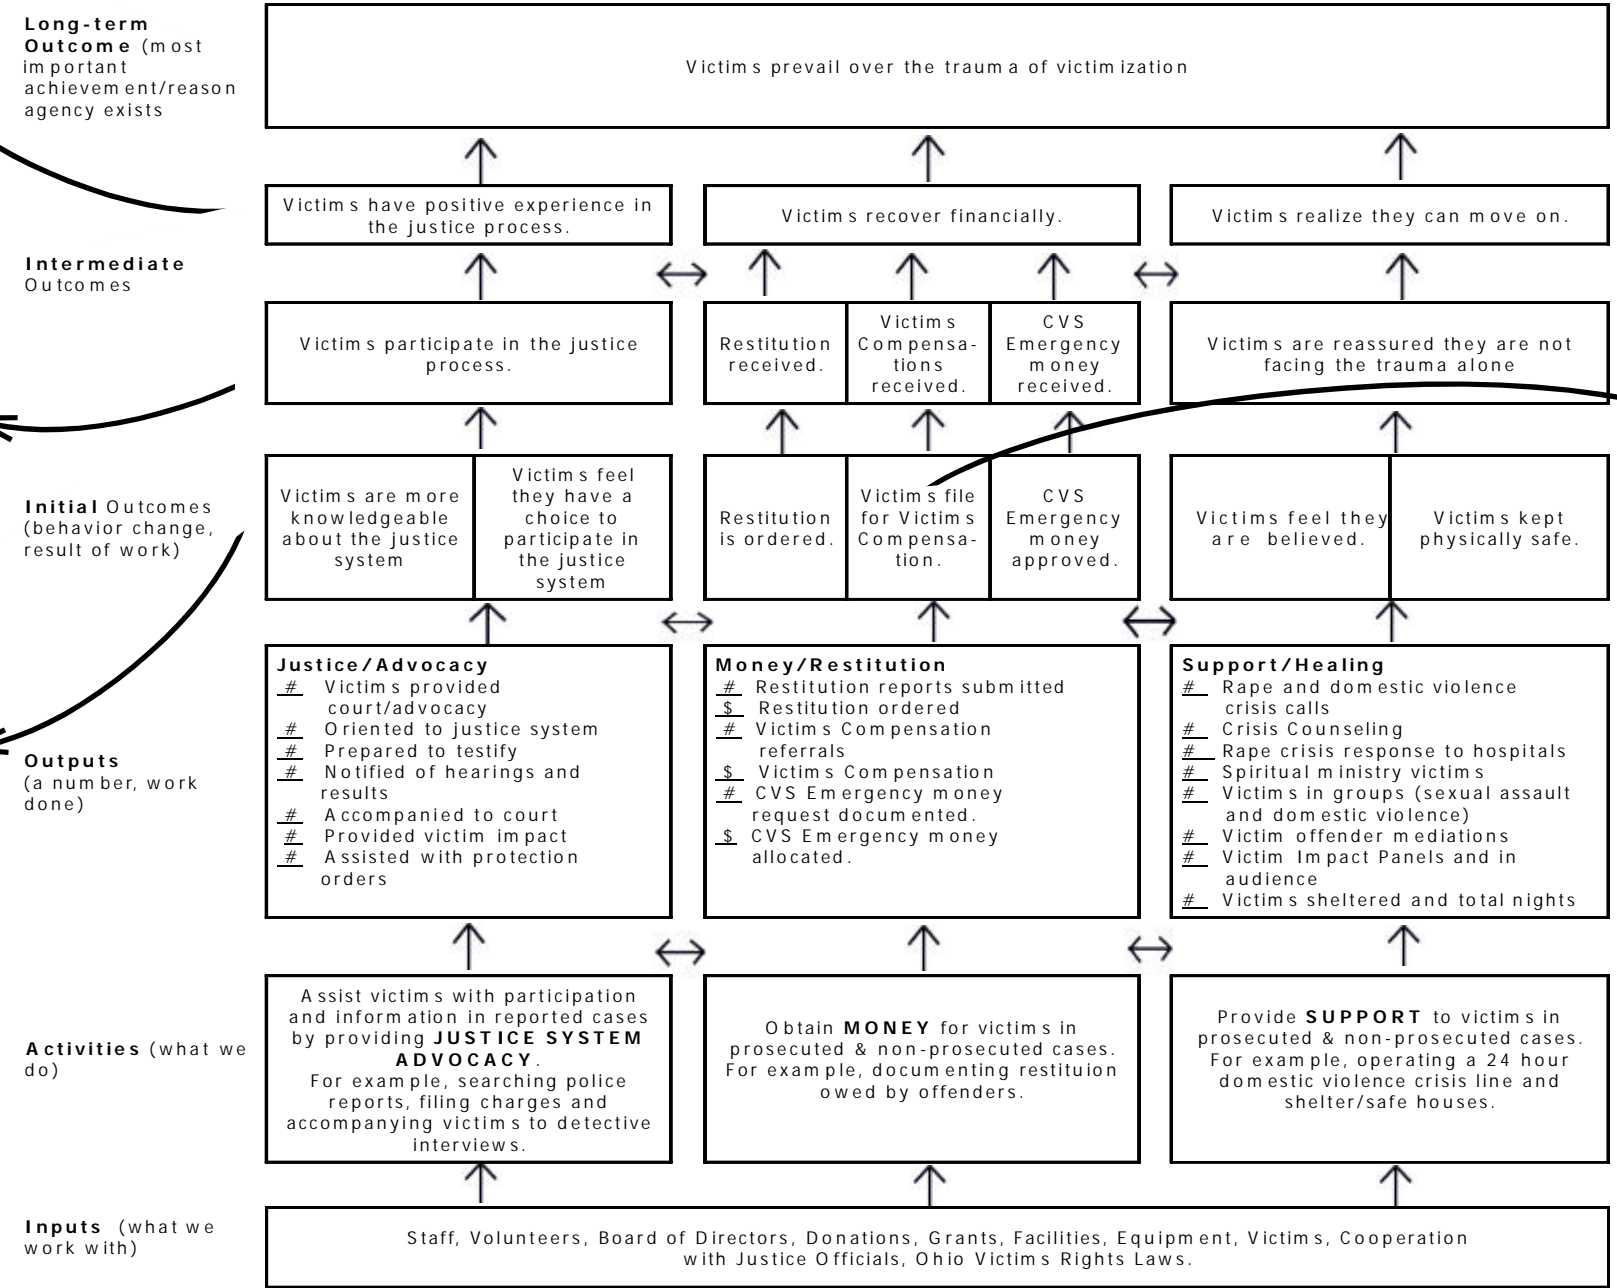 Long-term
Outcome (most
important
achievement/reason
agency exists
Victims prevail over the trauma of victimization
Victims have positive experience in
the justice process.
Victims recover financially.
Victims realize they can move on.
Intermediate
Outcomes
Victims participate in the justice
process.
Restitution
received.
Victims
Compensa-
tions
received.
CVS
Emergency
money
received.
Victims are reassured they are not
facing the trauma alone
Initial Outcomes
(behavior change,
result of work)
Victims are more
knowledgeable
about the justice
system
Victims feel
they have a
choice to
participate in
the justice
system
Restitution
is ordered.
Victims file
for Victims
Compensa-
tion.
CVS
Emergency
money
approved.
Victims feel they
are believed.
Victims kept
physically safe.
Outputs
(a number, work
done)
Justice/Advocacy
# Victims provided
court/advocacy
# Oriented to justice system
# Prepared to testify
# Notified of hearings and
results
# Accompanied to court
# Provided victim impact
# Assisted with protection
orders
Money/Restitution
# Restitution reports submitted
$ Restitution ordered
# Victims Compensation
referrals
$ Victims Compensation
# CVS Emergency money
request documented.
$ CVS Emergency money
allocated.
Support/Healing
# Rape and domestic violence
crisis calls
# Crisis Counseling
# Rape crisis response to hospitals
# Spiritual ministry victims
# Victims in groups (sexual assault
and domestic violence)
# Victim offender mediations
# Victim Impact Panels and in
audience
# Victims sheltered and total nights
Activities (what we
do)
Assist victims with participation
and information in reported cases
by providing JUSTICE SYSTEM
ADVOCACY.
For example, searching police
reports, filing charges and
accompanying victims to detective
interviews.
Obtain MONEY for victims in
prosecuted & non-prosecuted cases.
For example, documenting restituion
owed by offenders.
Provide SUPPORT to victims in
prosecuted & non-prosecuted cases.
For example, operating a 24 hour
domestic violence crisis line and
shelter/safe houses.
Inputs (what we
work with)
Staff, Volunteers, Board of Directors, Donations, Grants, Facilities, Equipment, Victims, Cooperation
with Justice Officials, Ohio Victims Rights Laws.